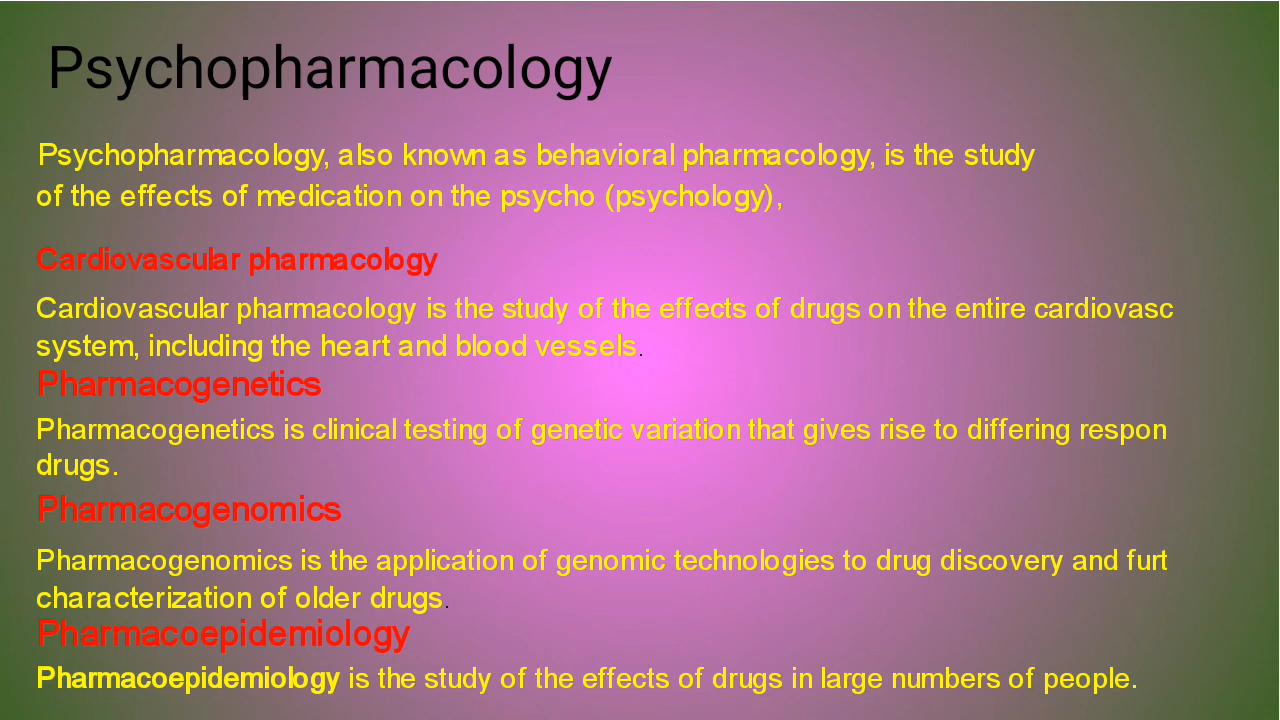 Psychopharmacology
Psychopharmacology, also known as behavioral pharmacology, is the study
of the effects of medication on the psycho (psychology),
Cardiovascular pharmacology
Cardiovascular pharmacology is the study of the effects of drugs on the entire cardiovasc
system, including the heart and blood vessels.
Pharmacogenetics
Pharmacogenetics is clinical testing of genetic variation that gives rise to differing respon
drugs.
Pharmacogenomics
Pharmacogenomics is the application of genomic technologies to drug discovery and furt
characterization of older drugs.
Pharmacoepidemiology
Pharmacoepidemiology is the study of the effects of drugs in large numbers of people.